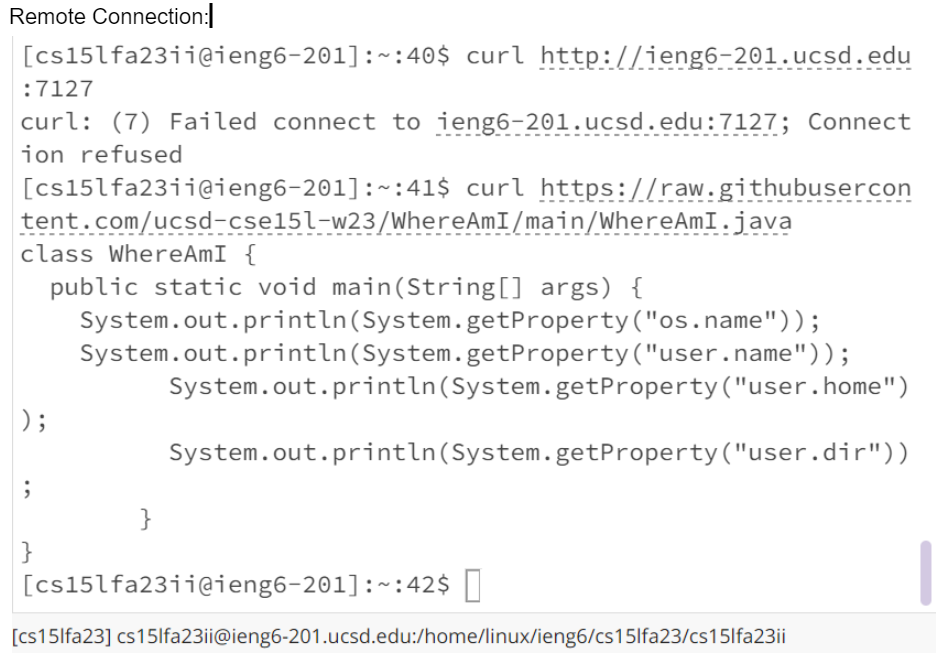 Remote Connection:
[cs15lfa23ii@ieng6-201]:~:40$ curl http://ieng6-201.ucsd.edu
:7127
curl: (7) Failed connect to ieng6-201.ucsd.edu:7127; Connect
ion refused
[cs15lfa23ii@ieng6-201]:~:41$ curl https://raw.githubusercon
tent.com/ucsd-cse15l-w23/WhereAmI/main/WhereAmI.java
class WhereAmI {
  public static void main(String[] args) {
    System.out.println(System.getProperty("os.name"));
    System.out.println(System.getProperty("user.name"));
          System.out.println(System.getProperty("user.home")
);
          System.out.println(System.getProperty("user.dir"))
;
        }
}
[cs15lfa23ii@ieng6-201]:~:42$
[cs15lfa23] cs15lfa23ii@ieng6-201.ucsd.edu:/home/linux/ieng6/cs15lfa23/cs15lfa23ii